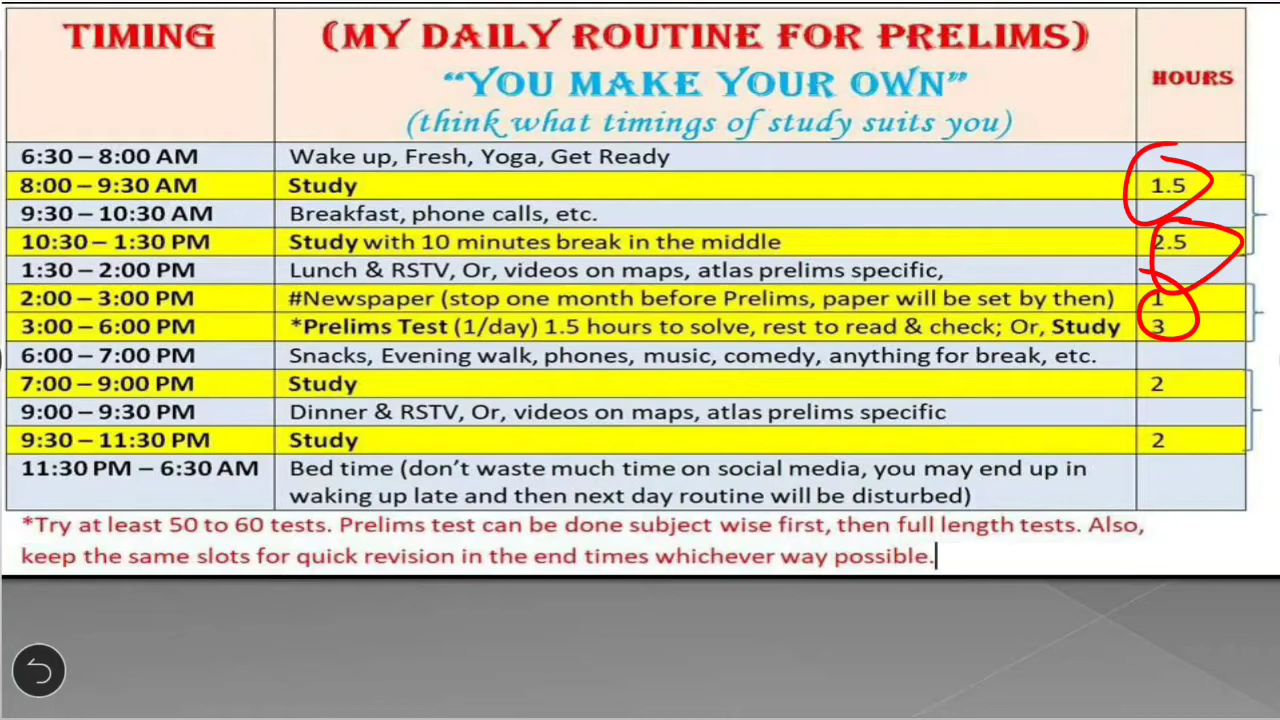 TIMING
(MY DAILY ROUTINE FOR PRELIMS)
“YOU MAKE YOUR OWN”
(think what timings of study suits you)
HOURS
6:30 – 8:00 AM Wake up, Fresh, Yoga, Get Ready
8:00 – 9:30 AM Study 1.5
9:30 – 10:30 AM Breakfast, phone calls, etc.
10:30 – 1:30 PM Study with 10 minutes break in the middle 2.5
1:30 – 2:00 PM Lunch & RSTV, Or, videos on maps, atlas prelims specific,
2:00 – 3:00 PM #Newspaper (stop one month before Prelims, paper will be set by then) 1
3:00 – 6:00 PM *Prelims Test (1/day) 1.5 hours to solve, rest to read & check; Or, Study 3
6:00 – 7:00 PM Snacks, Evening walk, phones, music, comedy, anything for break, etc.
7:00 – 9:00 PM Study 2
9:00 – 9:30 PM Dinner & RSTV, Or, videos on maps, atlas prelims specific
9:30 – 11:30 PM Study 2
11:30 PM – 6:30 AM Bed time (don’t waste much time on social media, you may end up in
waking up late and then next day routine will be disturbed)
*Try at least 50 to 60 tests. Prelims test can be done subject wise first, then full length tests. Also,
keep the same slots for quick revision in the end times whichever way possible.